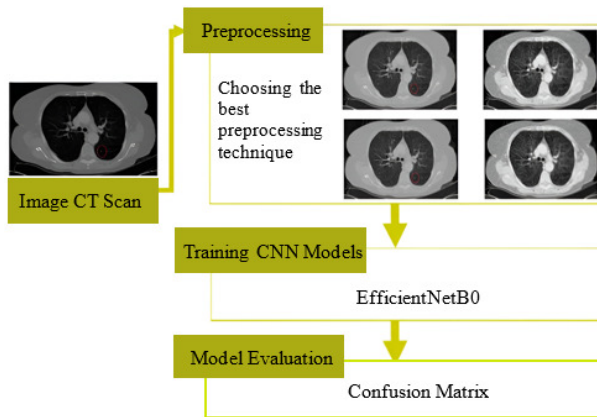 Preprocessing
Choosing the
best
preprocessing
technique
Image CT Scan
Training CNN Models
EfficientNetB0
Model Evaluation
Confusion Matrix